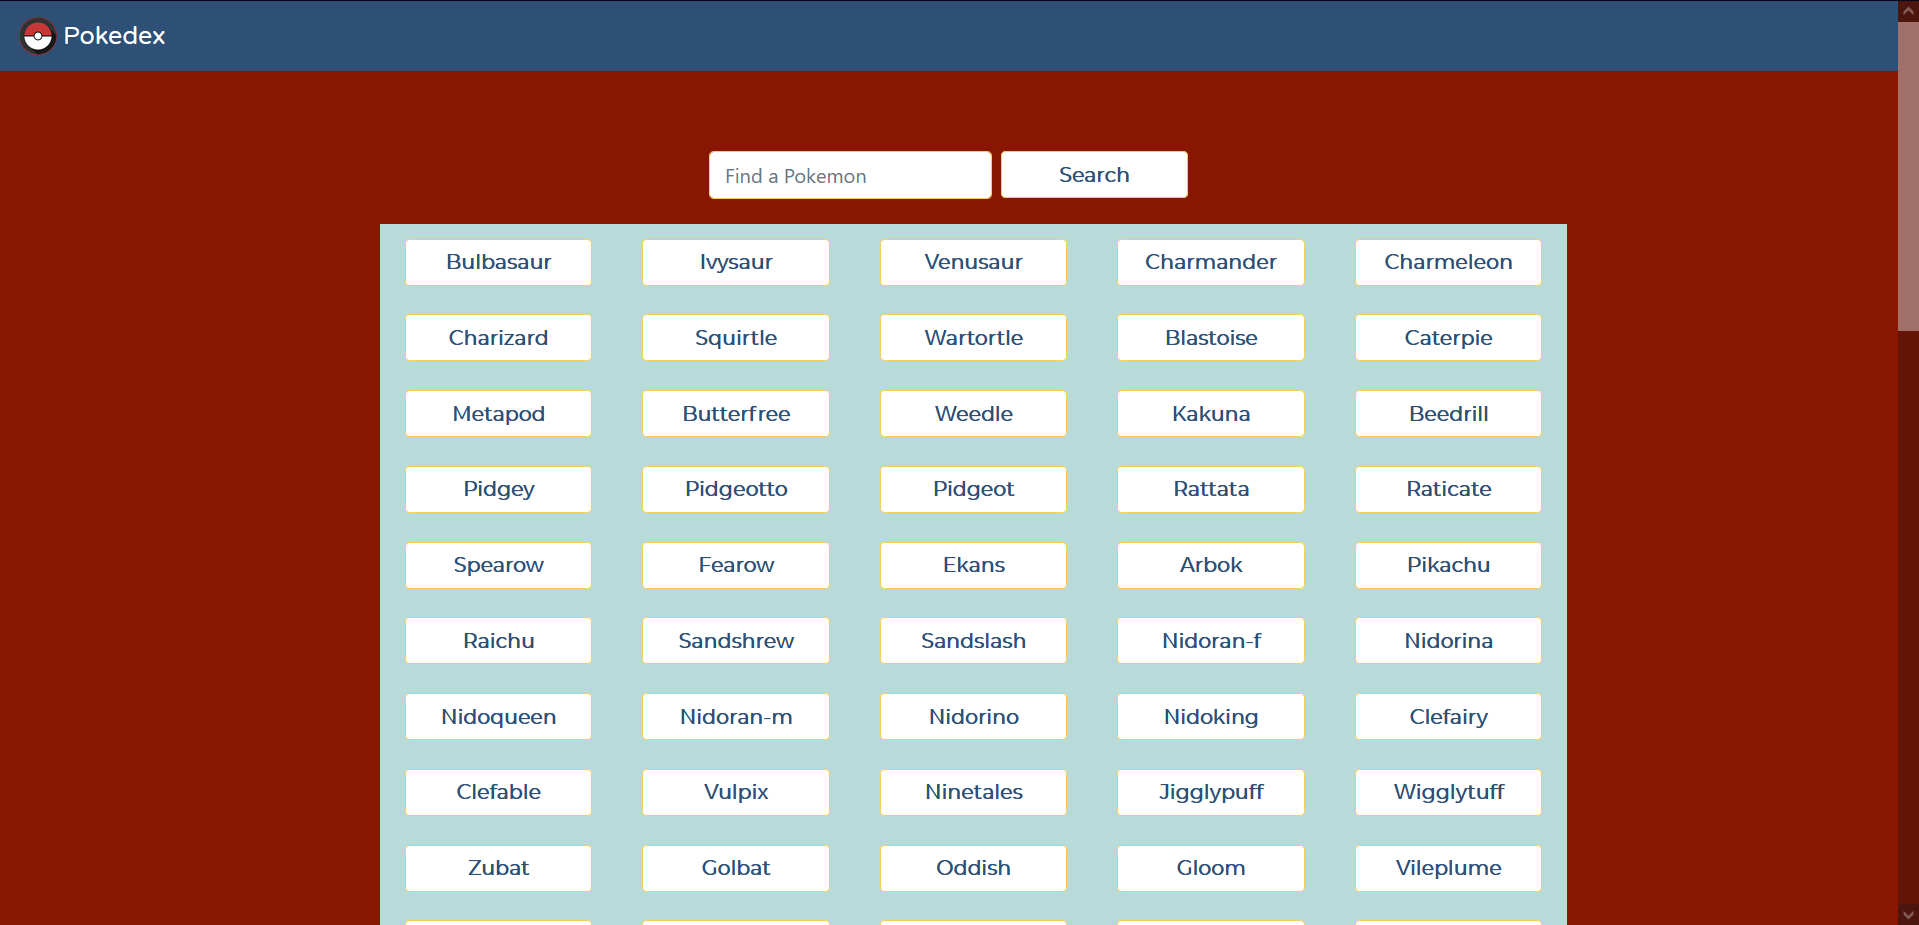 Pokedex
Find a Pokemon Search
Bulbasaur Ivysaur Venusaur Charmander Charmeleon
Charizard Squirtle Wartortle Blastoise Caterpie
Metapod Butterfree Weedle Kakuna Beedrill
Pidgey Pidgeotto Pidgeot Rattata Raticate
Spearow Fearow Ekans Arbok Pikachu
Raichu Sandshrew Sandslash Nidoran-f Nidorina
Nidoqueen Nidoran-m Nidorino Nidoking Clefairy
Clefable Vulpix Ninetales Jigglypuff Wigglytuff
Zubat Golbat Oddish Gloom Vileplume